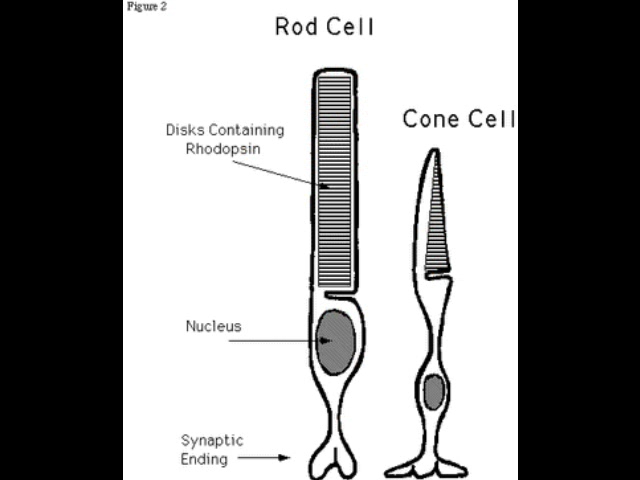 Figure 2
Rod Cell
Cone Cell
Disks Containing
Rhodopsin
Nucleus
Synaptic
Ending